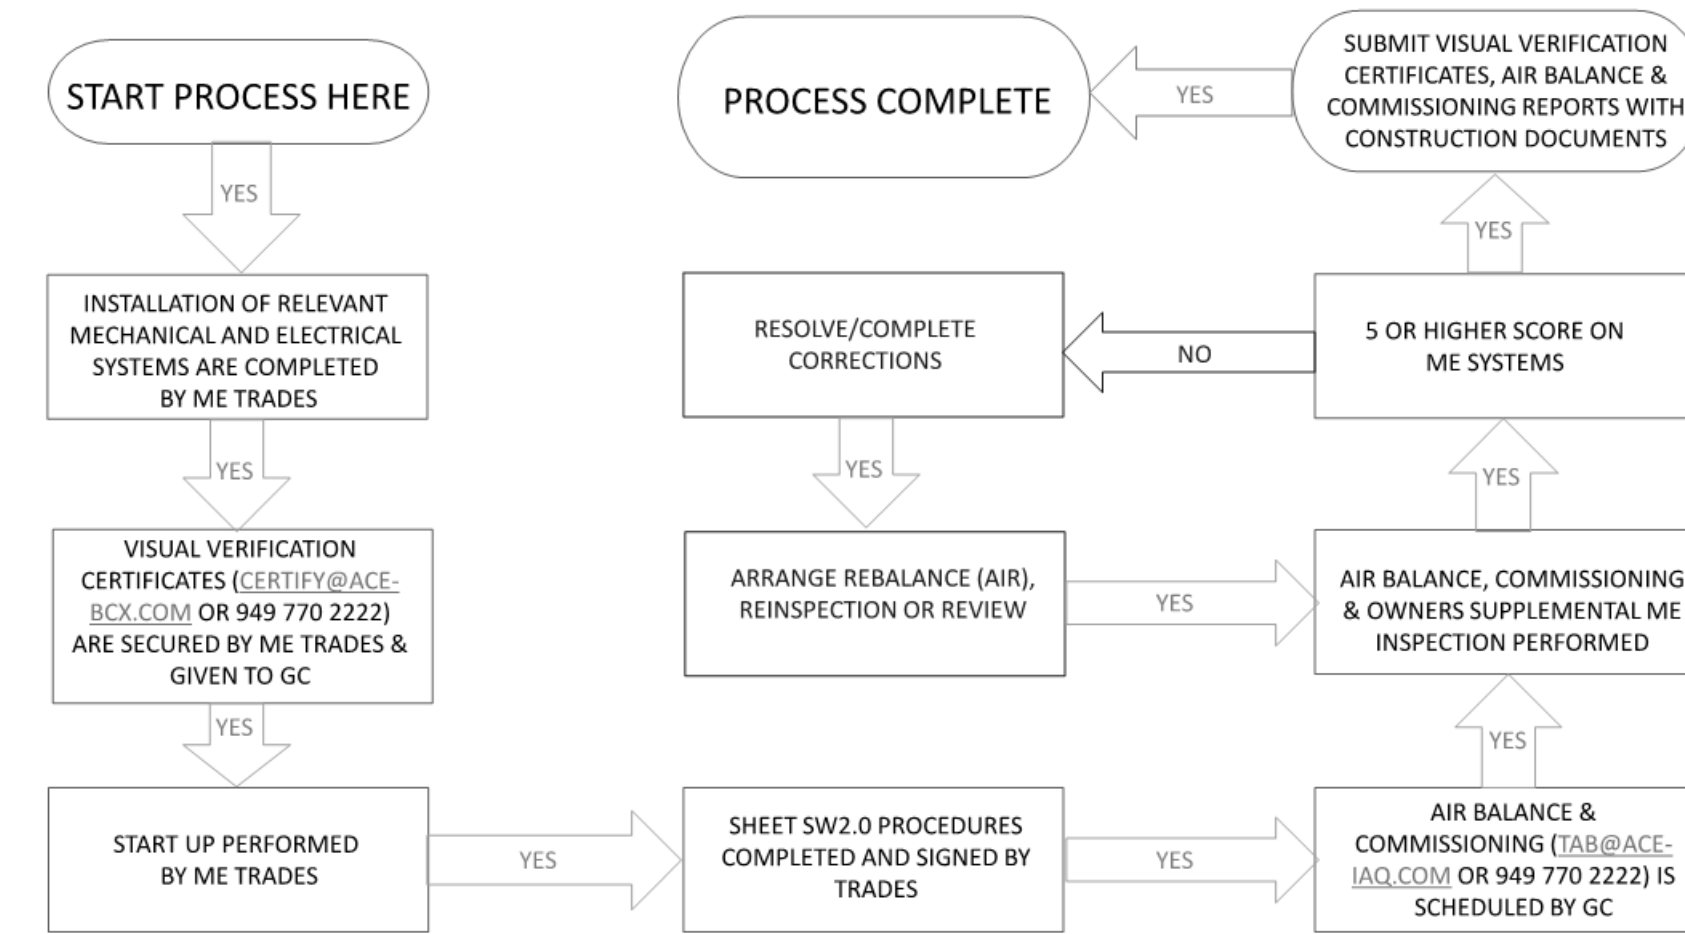 START PROCESS HERE
YES
INSTALLATION OF RELEVANT
MECHANICAL AND ELECTRICAL
SYSTEMS ARE COMPLETED
BY ME TRADES
YES
VISUAL VERIFICATION
CERTIFICATES (CERTIFY@ACE-
BCX.COM OR 949 770 2222)
ARE SECURED BY ME TRADES &
GIVEN TO GC
YES
START UP PERFORMED
BY ME TRADES
YES
SHEET SW2.0 PROCEDURES
COMPLETED AND SIGNED BY
TRADES
YES
AIR BALANCE &
COMMISSIONING (TAB@ACE-
IAQ.COM OR 949 770 2222) IS
SCHEDULED BY GC
YES
AIR BALANCE, COMMISSIONING
& OWNERS SUPPLEMENTAL ME
INSPECTION PERFORMED
YES
5 OR HIGHER SCORE ON
ME SYSTEMS
NO
RESOLVE/COMPLETE
CORRECTIONS
YES
ARRANGE REBALANCE (AIR),
REINSPECTION OR REVIEW
YES
YES
SUBMIT VISUAL VERIFICATION
CERTIFICATES, AIR BALANCE &
COMMISSIONING REPORTS WITH
CONSTRUCTION DOCUMENTS
YES
PROCESS COMPLETE